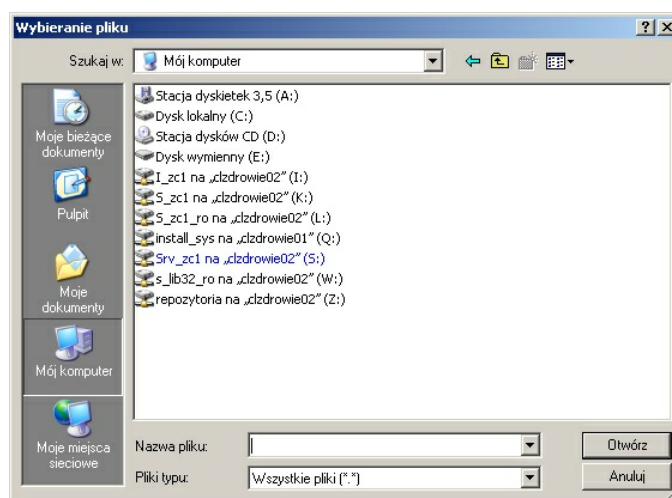 Wybieranie pliku
Szukaj w:
Mój komputer
Moje bieżące
dokumenty
Pulpit
Moje
dokumenty
Mój komputer
Moje miejsca
sieciowe
Stacja dyskietek 3,5 (A:)
Dysk lokalny (C:)
Stacja dysków CD (D:)
Dysk wymienny (E:)
I_zc1 na „clzdrowie02” (I:)
S_zc1 na „clzdrowie02” (K:)
S_zc1_ro na „clzdrowie02” (L:)
install_sys na „clzdrowie01” (Q:)
Srv_zc1 na „clzdrowie02” (S:)
s_lib32_ro na „clzdrowie02” (W:)
repozytoria na „clzdrowie02” (Z:)
Nazwa pliku:
Otwórz
Pliki typu:
Wszystkie pliki (*.*)
Anuluj